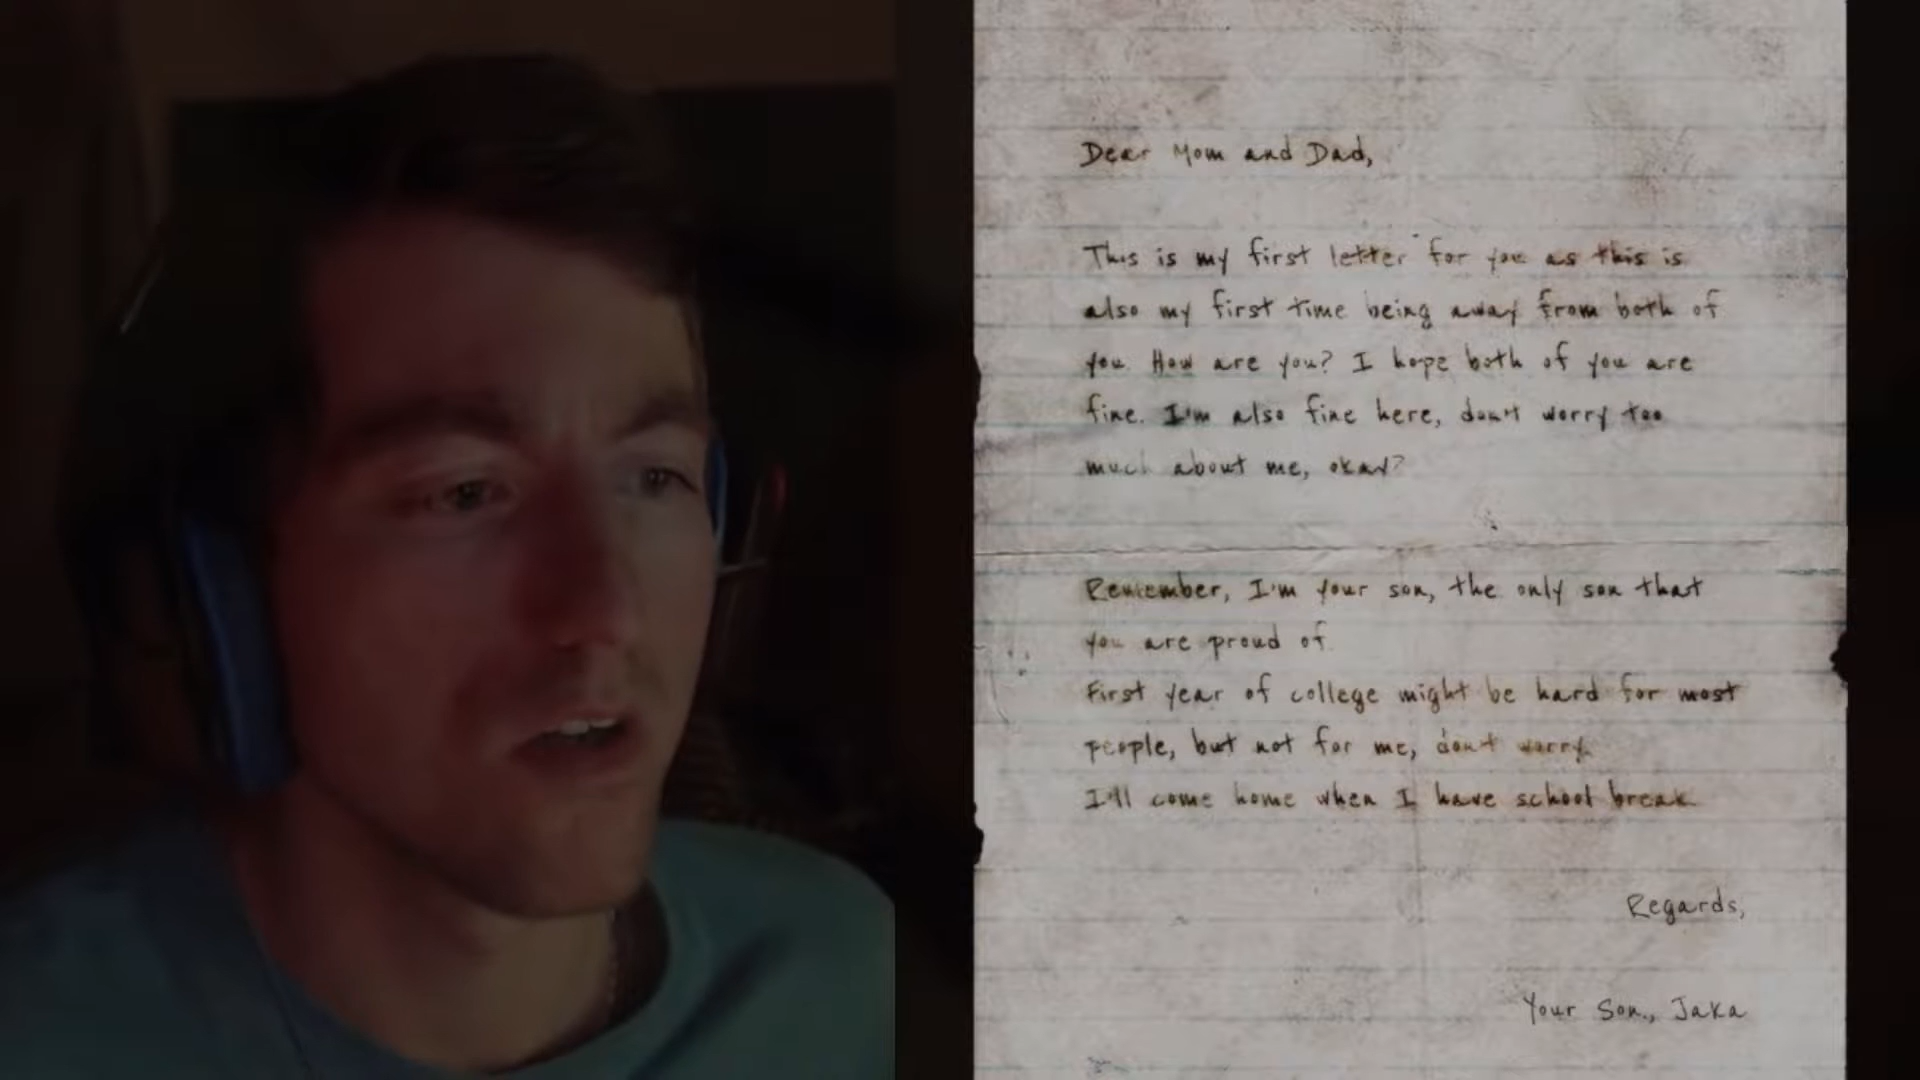 Dear Mom and Dad,
This is my first letter for you as this is
also my first time being away from both of
you. How are you? I hope both of you are
fine. I'm also fine here, don't worry too
much about me, okay?
Remember, I'm your son, the only son that
you are proud of.
First year of college might be hard for most
people, but not for me, don't worry.
I'll come home when I have school break.
Regards,
Your Son., Jaka